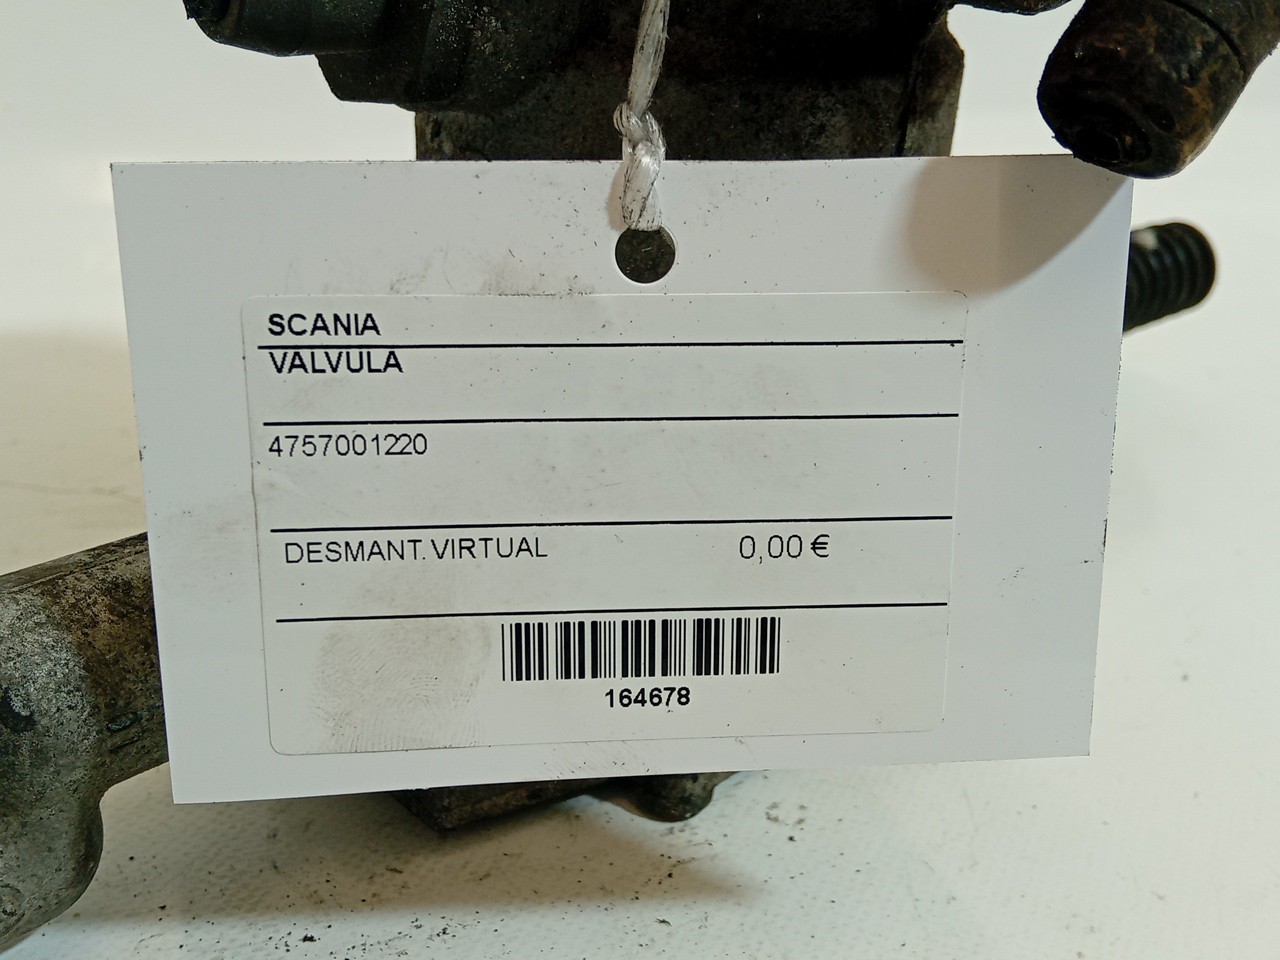 SCANIA
VALVULA
4757001220
DESMANT. VIRTUAL 0,00 €
164678